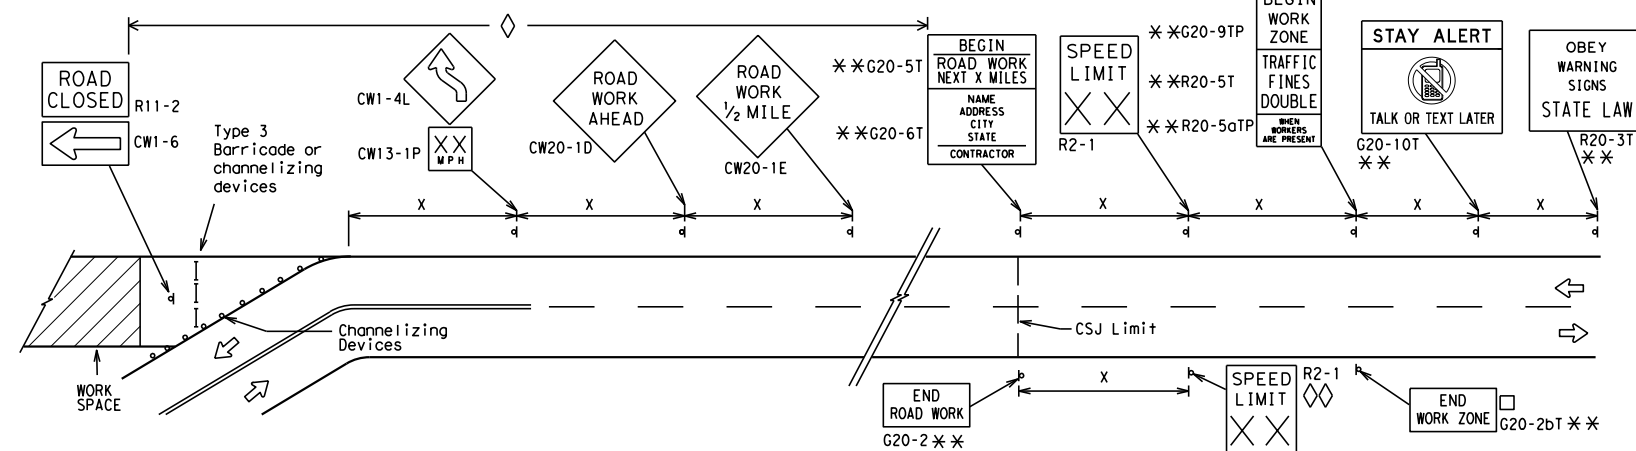 ROAD
CLOSED
R11-2
CW1-6
Type 3
Barricade or
channelizing
devices
CW1-4L
XX
MPH
CW13-1P
ROAD
WORK
AHEAD
CW20-1D
ROAD
WORK
1/2 MILE
CW20-1E
**G20-5T
**G20-6T
BEGIN
ROAD WORK
NEXT X MILES
NAME
ADDRESS
CITY
STATE
CONTRACTOR
SPEED
LIMIT
XX
R2-1
**G20-9TP
**R20-5T
**R20-5aTP
BEGIN
WORK
ZONE
TRAFFIC
FINES
DOUBLE
WHEN
WORKERS
ARE PRESENT
STAY ALERT
TALK OR TEXT LATER
G20-10T
**
OBEY
WARNING
SIGNS
STATE LAW
R20-3T
**
X
X
X
X
X
X
X
Channelizing
Devices
CSJ Limit
WORK
SPACE
END
ROAD WORK
G20-2 **
X
SPEED
LIMIT
XX
R2-1
END
WORK ZONE
G20-2bT **